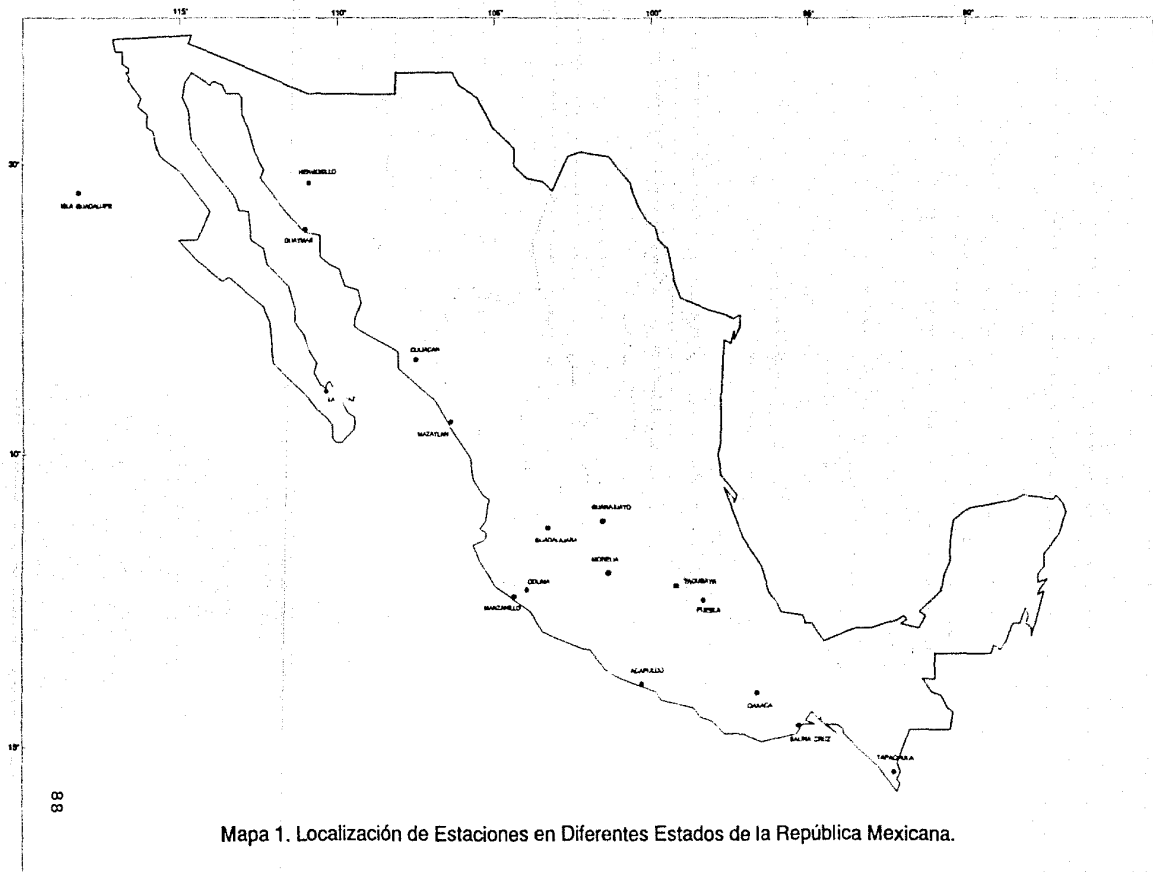 115° 110° 105° 100° 95° 90°
30°
HERMOSILLO
ISLA GUADALUPE
GUAYMAS
CULIACAN
LA
MAZATLAN
GUANAJUATO
GUADALAJARA
MORELIA
COLIMA
TACUBAYA
MANZANILLO
PUEBLA
ACAPULCO
OAXACA
SALINA CRUZ
15°
TAPACHULA
88
Mapa 1. Localización de Estaciones en Diferentes Estados de la República Mexicana.